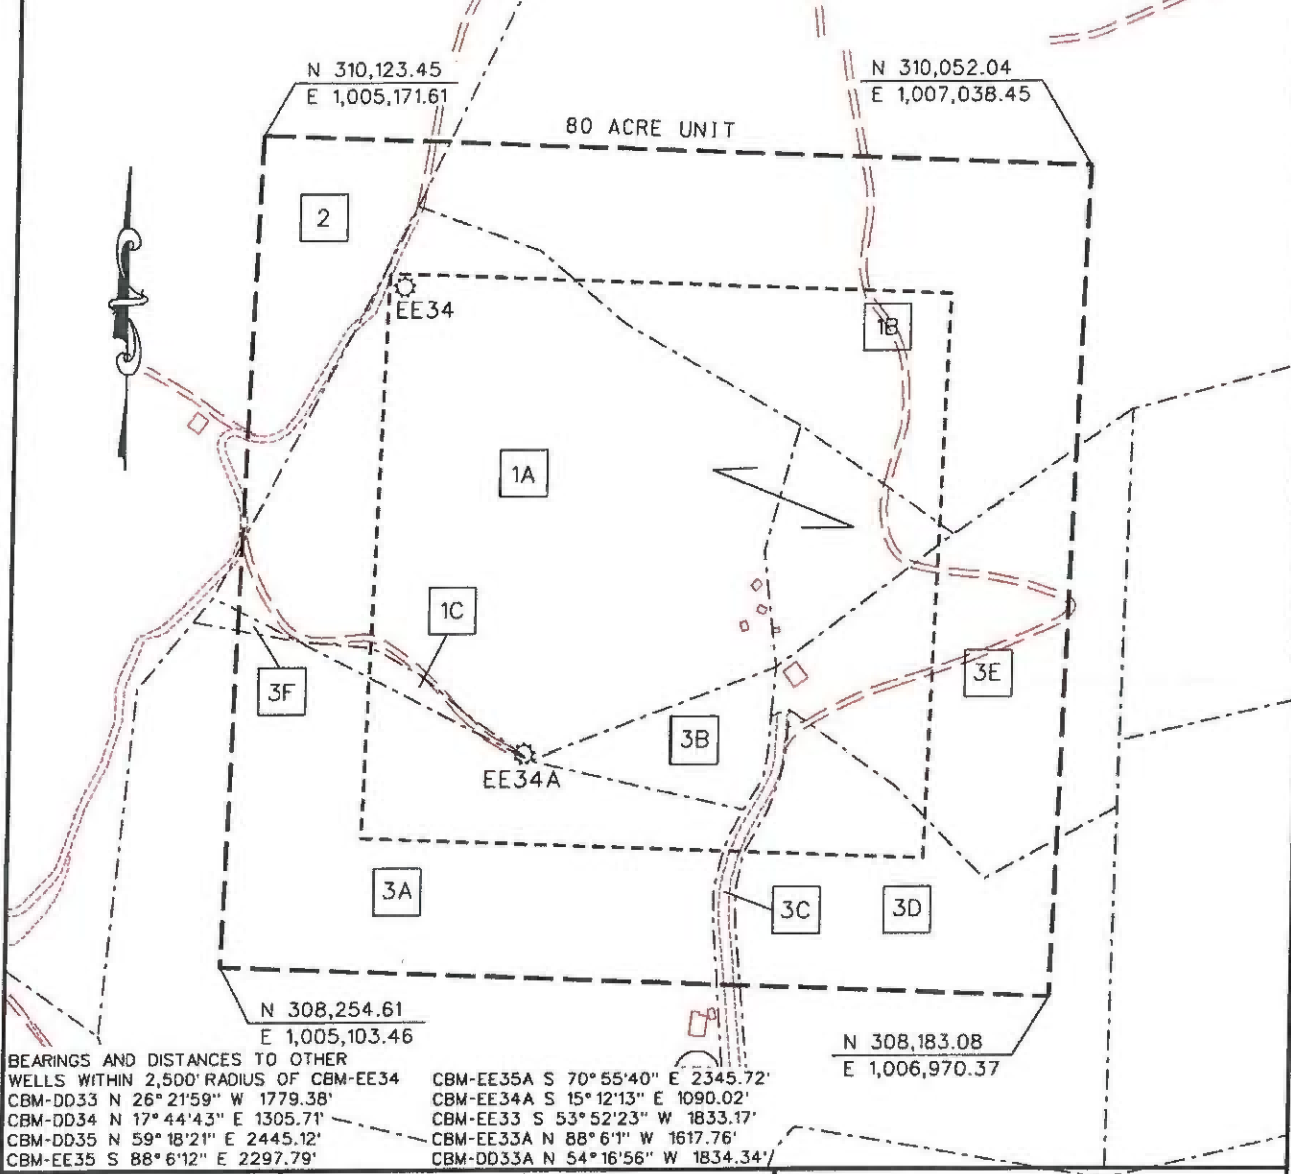 N 310,123.45
E 1,005,171.61
N 310,052.04
E 1,007,038.45
80 ACRE UNIT
2
EE34
1B
1A
1C
3F
3E
3B
EE34A
3A
3C
3D
N 308,254.61
E 1,005,103.46
N 308,183.08
E 1,006,970.37
BEARINGS AND DISTANCES TO OTHER
WELLS WITHIN 2,500' RADIUS OF CBM-EE34
CBM-DD33 N 26°21'59" W 1779.38'
CBM-DD34 N 17°44'43" E 1305.71'
CBM-DD35 N 59°18'21" E 2445.12'
CBM-EE35 S 88°6'12" E 2297.79'
CBM-EE35A S 70°55'40" E 2345.72'
CBM-EE34A S 15°12'13" E 1090.02'
CBM-EE33 S 53°52'23" W 1833.17'
CBM-EE33A N 88°6'1" W 1617.76'
CBM-DD33A N 54°16'56" W 1834.34'